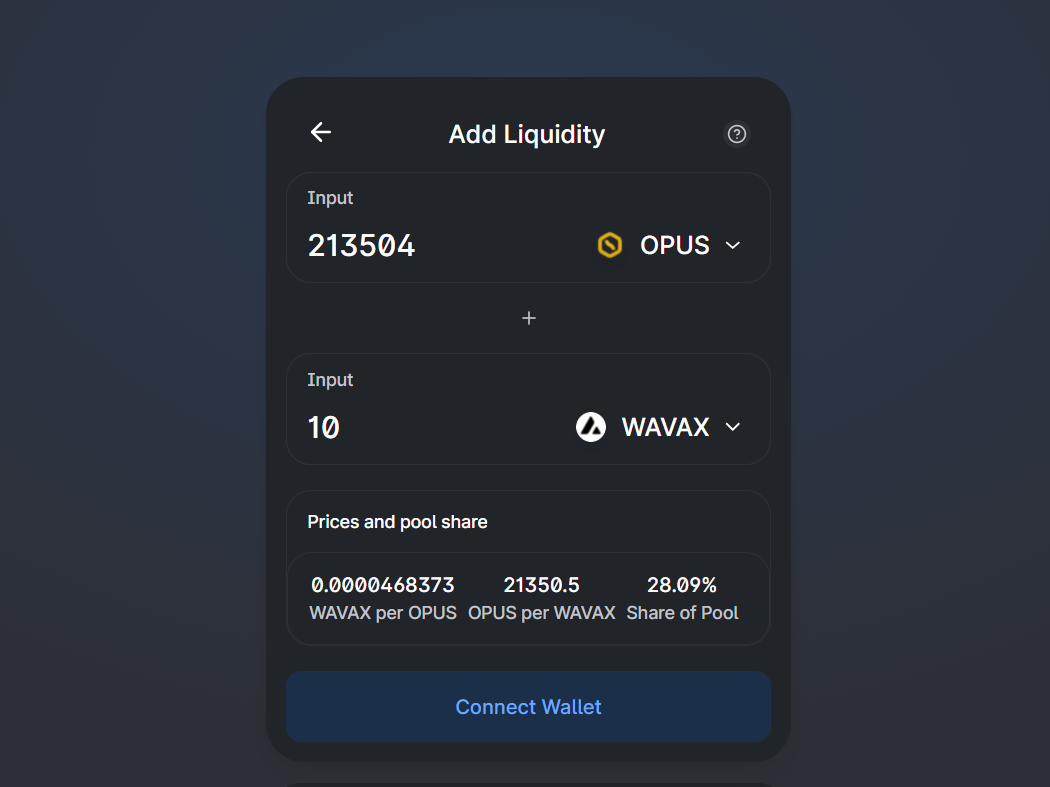 Add Liquidity
Input
213504 OPUS
+
Input
10 WAVAX
Prices and pool share
0.0000468373 21350.5 28.09%
WAVAX per OPUS OPUS per WAVAX Share of Pool
Connect Wallet